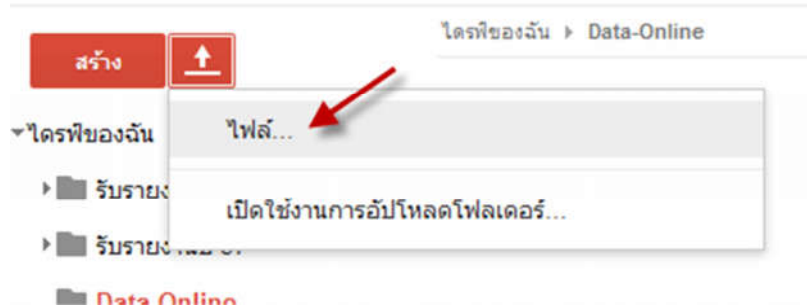 ไดรฟ์ของฉัน Data-Online
สร้าง
ไฟล์...
ไดรฟ์ของฉัน
เปิดใช้งานการอัปโหลดโฟลเดอร์...
Data Online